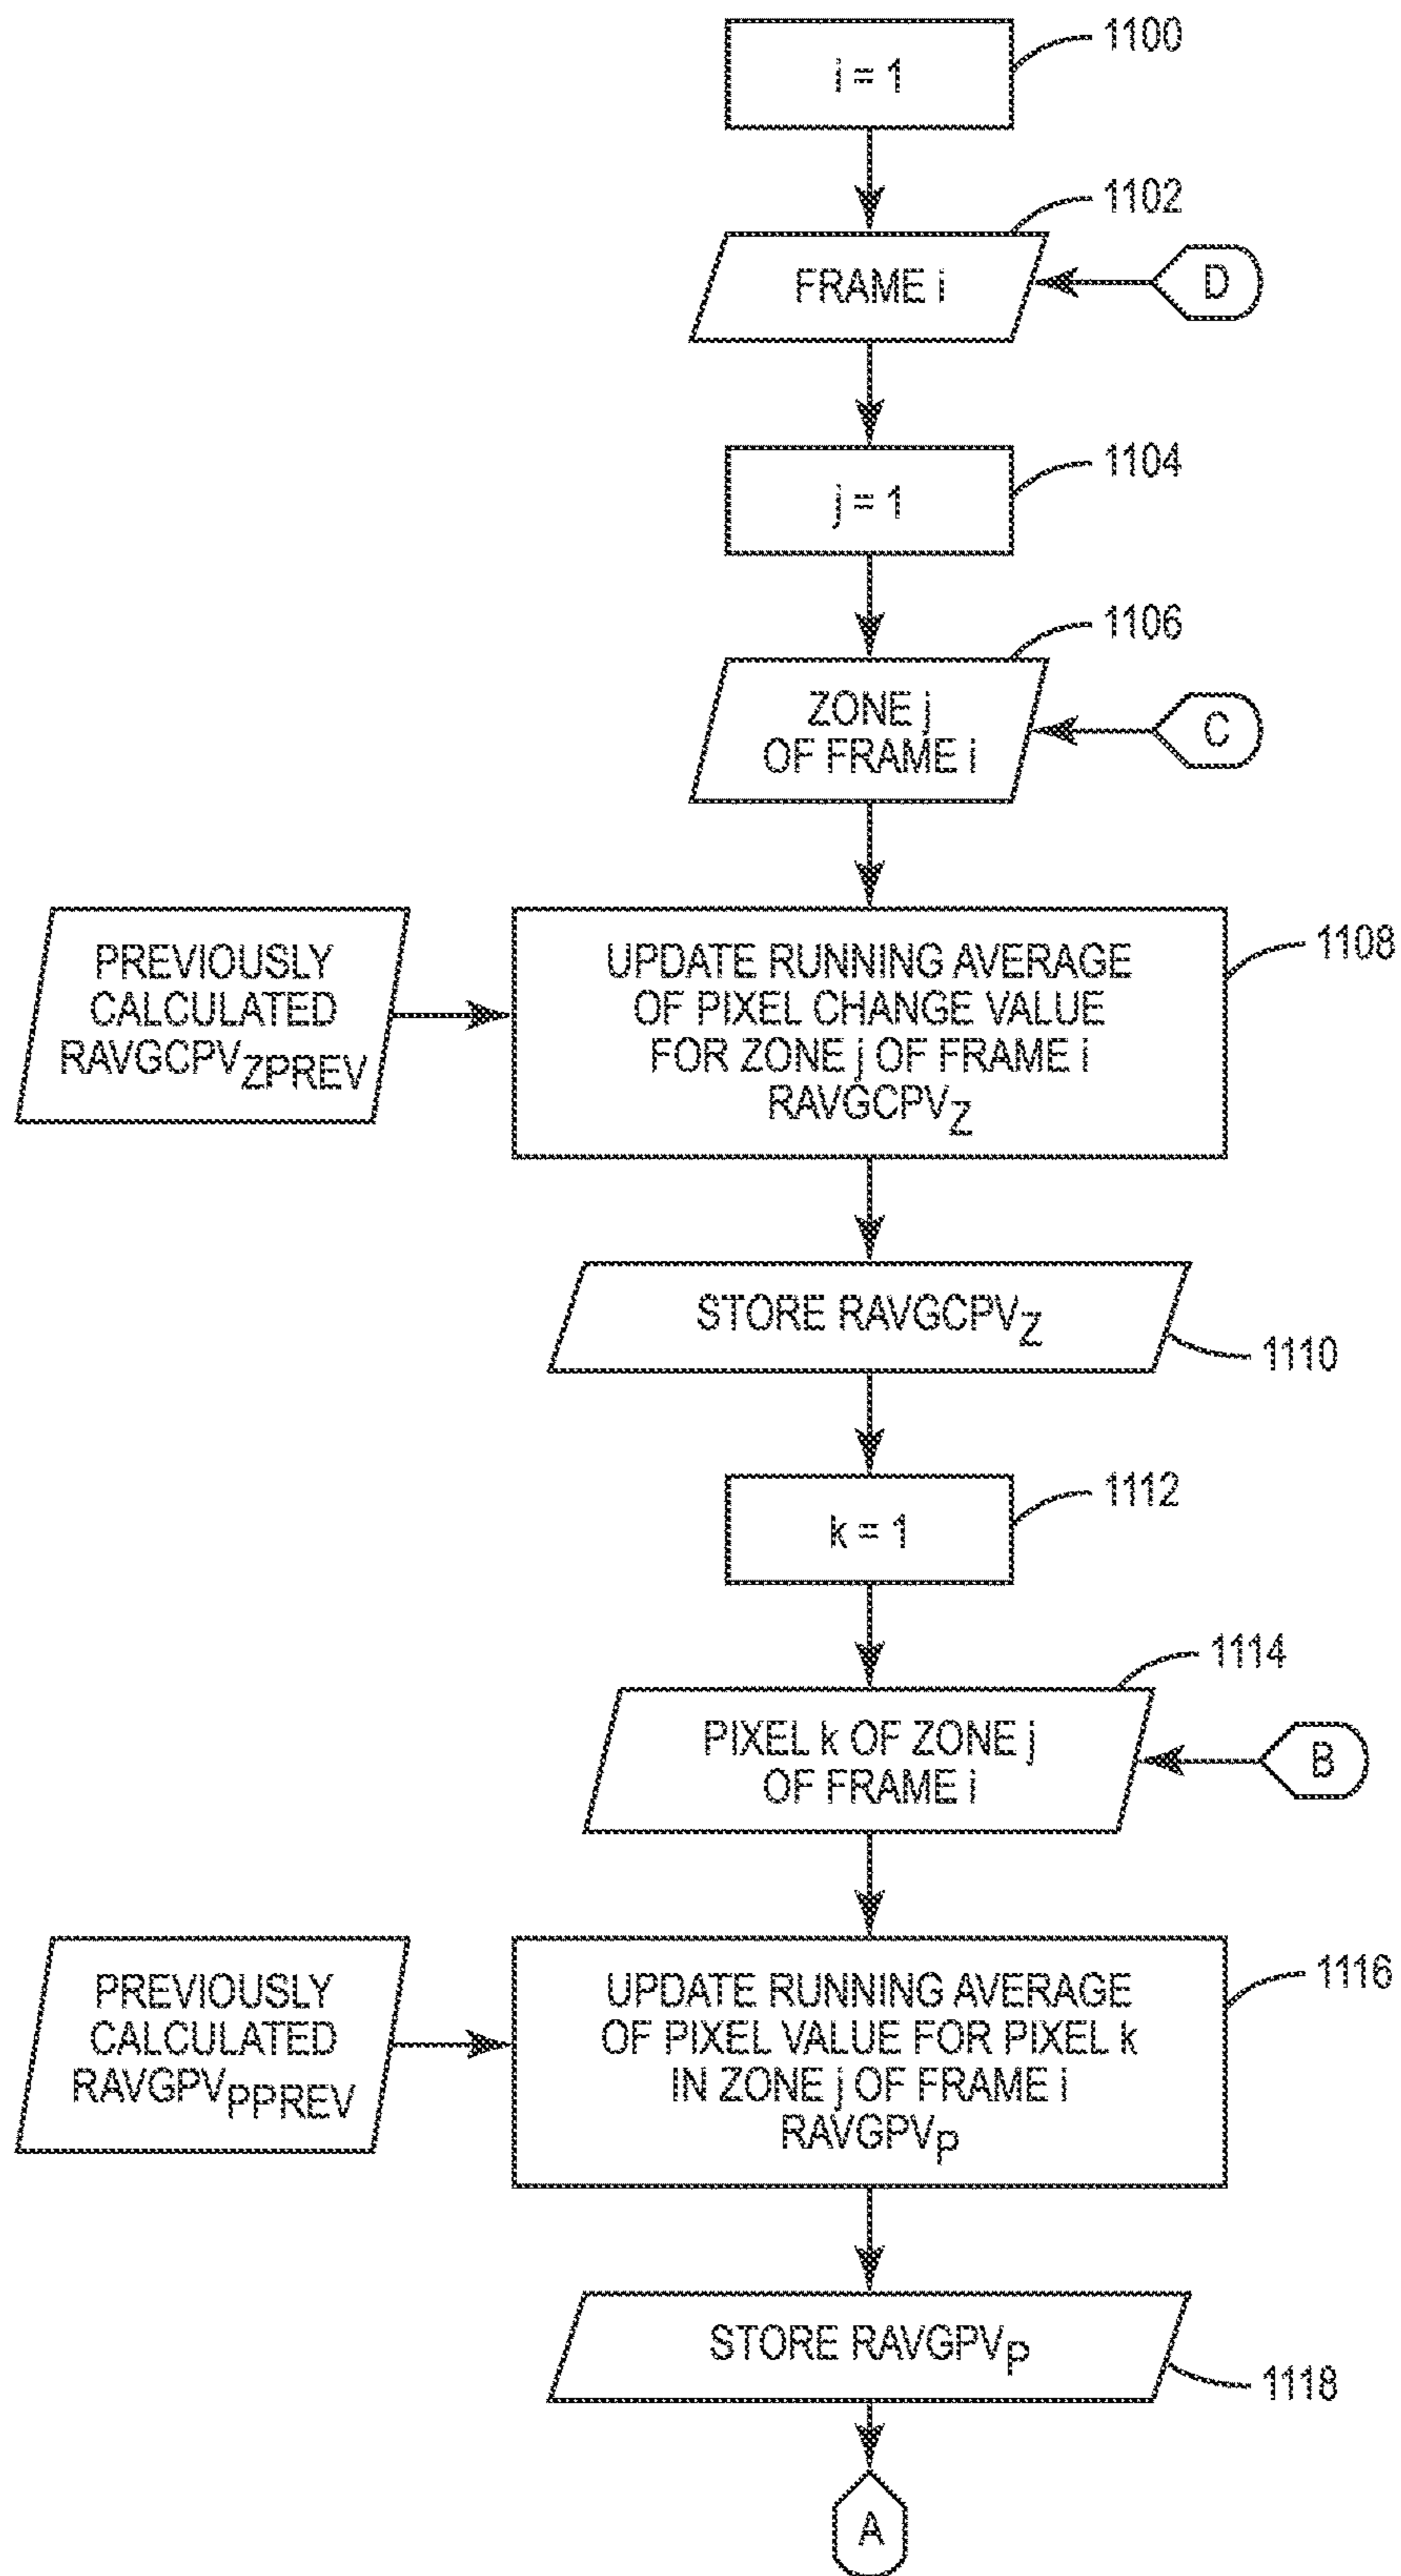 i = 1
1100
FRAME i
1102
D
j = 1
1104
ZONE j
OF FRAME i
1106
C
PREVIOUSLY
CALCULATED
RAVGCPVZPREV
UPDATE RUNNING AVERAGE
OF PIXEL CHANGE VALUE
FOR ZONE j OF FRAME i
RAVGCPVZ
1108
STORE RAVGCPVZ
1110
k = 1
1112
PIXEL k OF ZONE j
OF FRAME i
1114
B
PREVIOUSLY
CALCULATED
RAVGPVPPREV
UPDATE RUNNING AVERAGE
OF PIXEL VALUE FOR PIXEL k
IN ZONE j OF FRAME i
RAVGPVP
1116
STORE RAVGPVP
1118
A